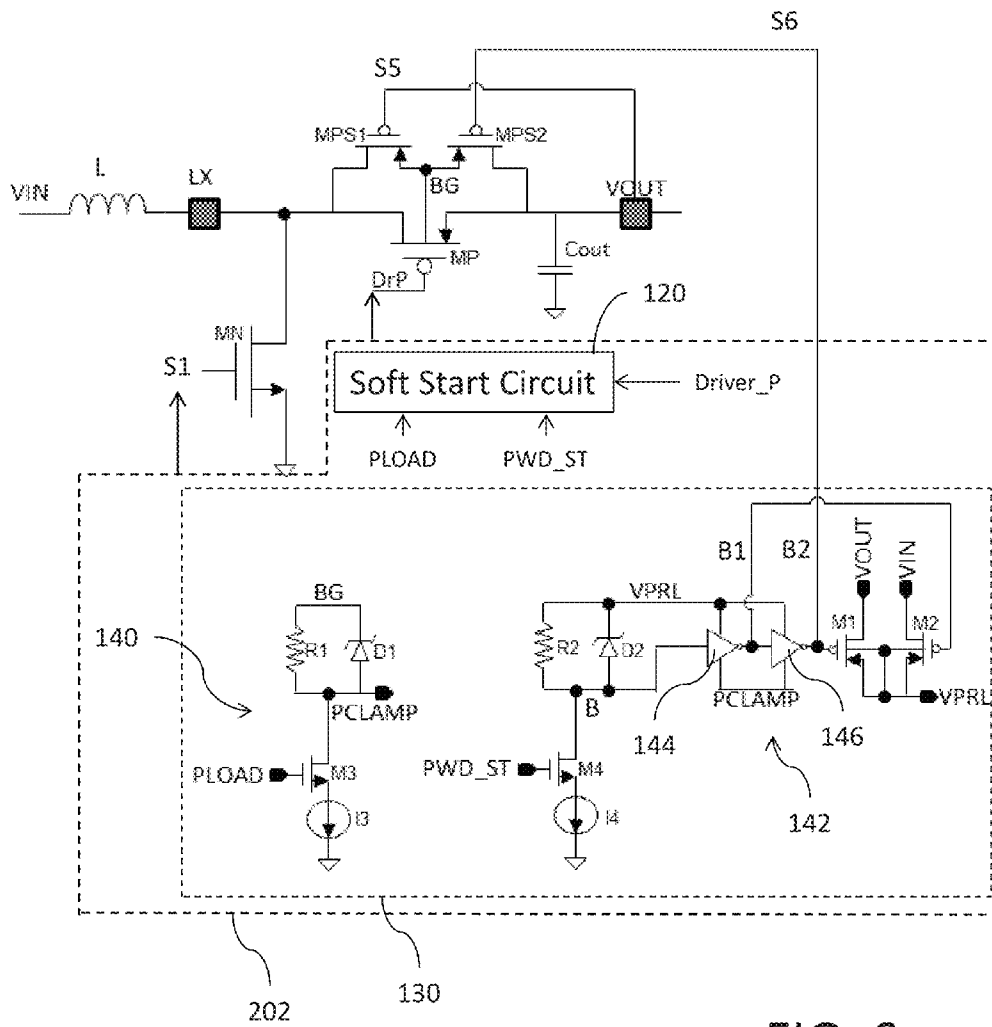 S6
S5
MPS1
MPS2
L
LX
BG
VOUT
VIN
MP
Cout
DrP
120
MN
S1
Soft Start Circuit
Driver_P
PLOAD
PWD_ST
B1
B2
VOUT
VIN
BG
VPRL
M1
M2
140
R1
D1
R2
D2
PCLAMP
B
PCLAMP
VPRL
144
146
PLOAD
M3
PWD_ST
M4
142
I3
I4
202
130